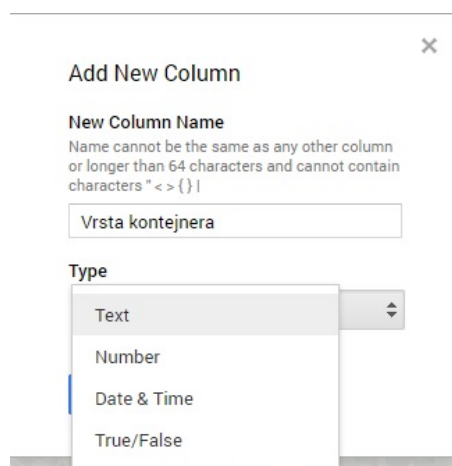 Add New Column
New Column Name
Name cannot be the same as any other column
or longer than 64 characters and cannot contain
characters " < > { } |
Vrsta kontejnera
Type
Text
Number
Date & Time
True/False